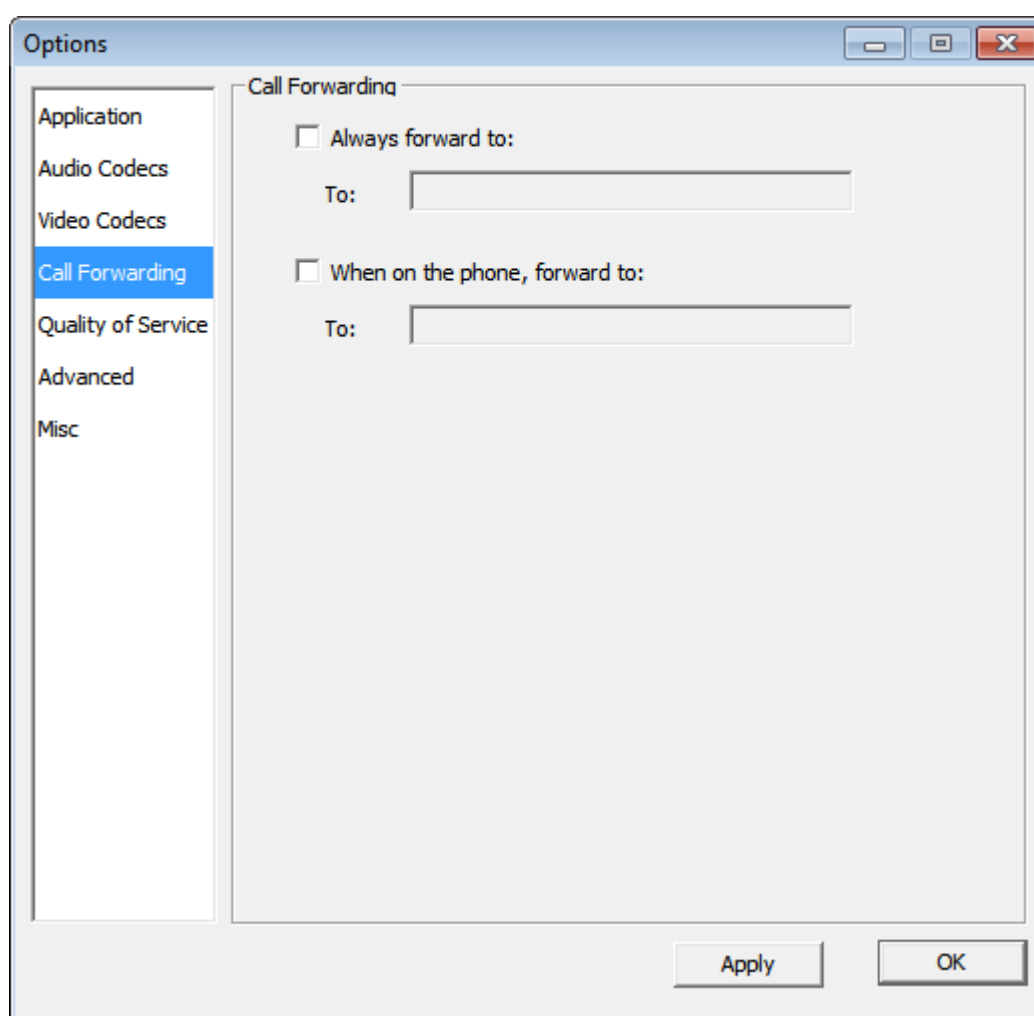 Options
Application
Audio Codecs
Video Codecs
Call Forwarding
Quality of Service
Advanced
Misc
Call Forwarding
Always forward to:
To:
When on the phone, forward to:
To:
Apply
OK